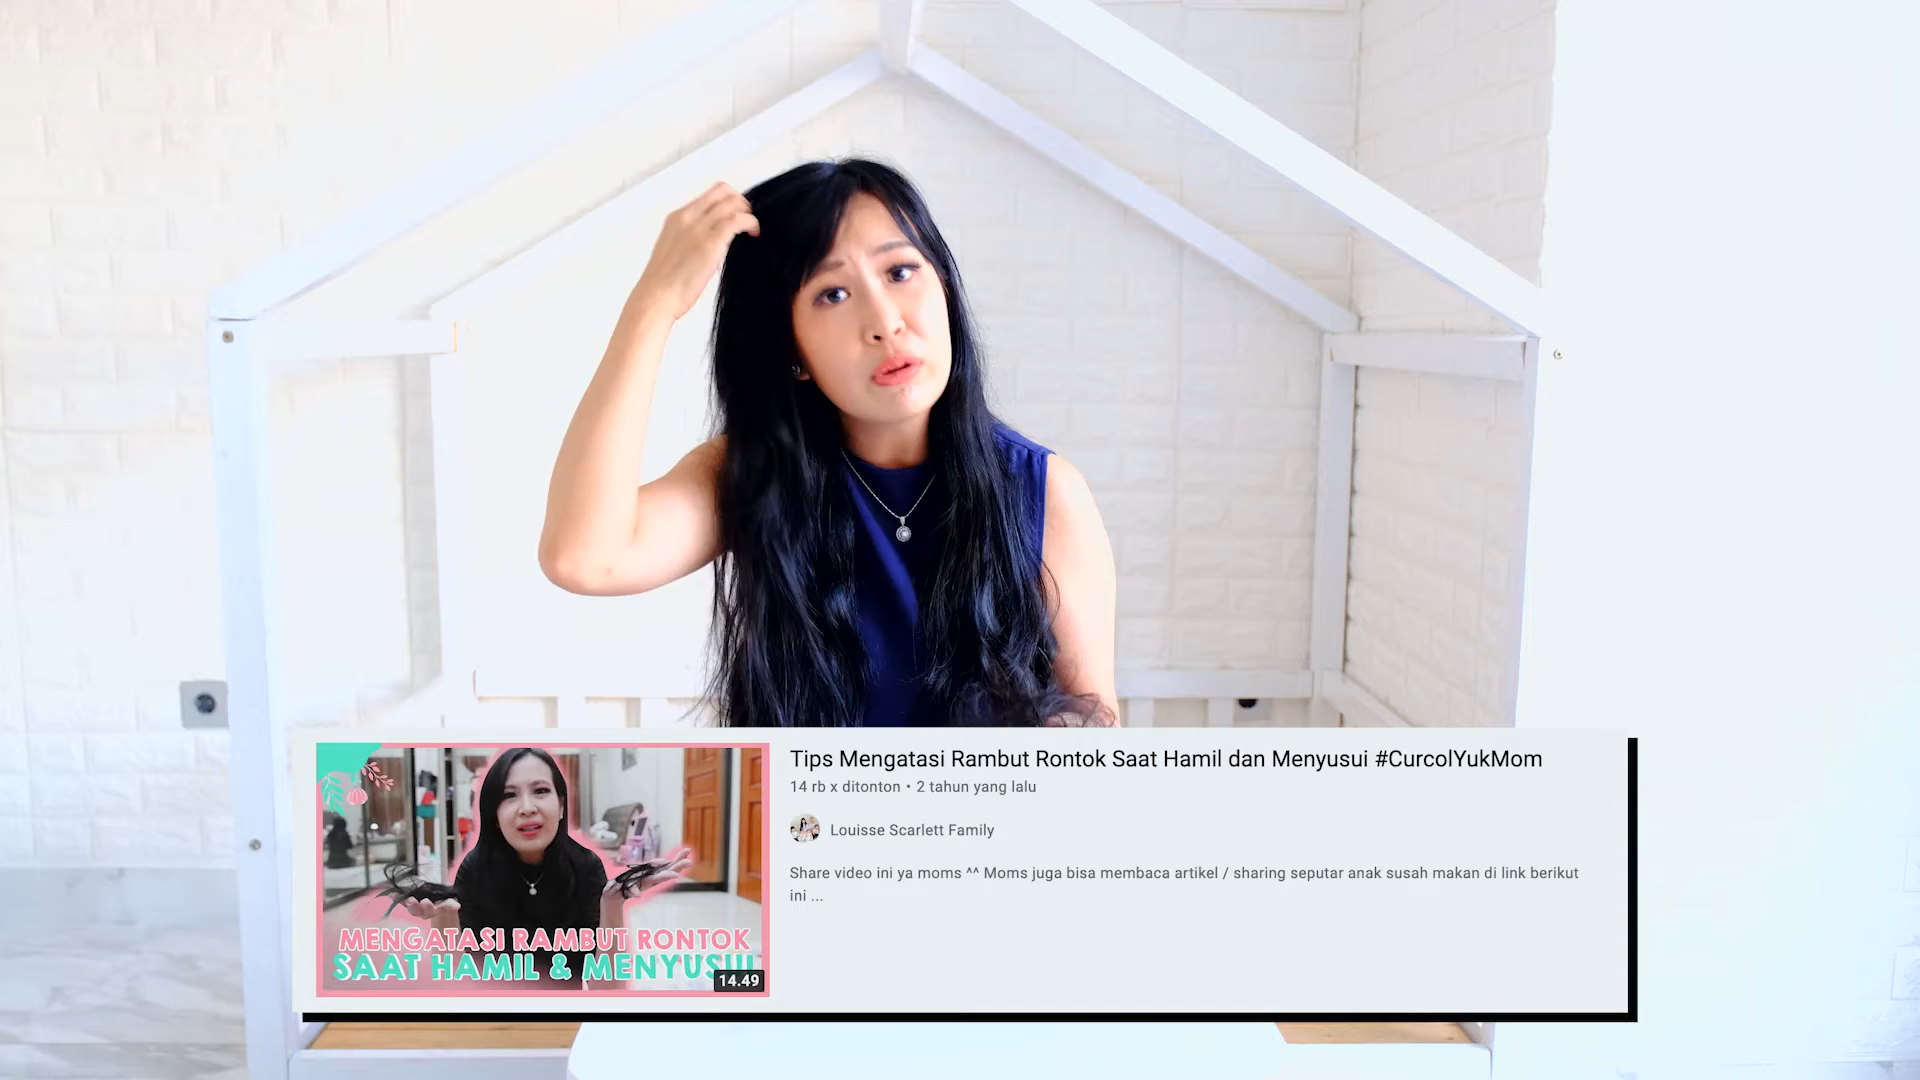 Tips Mengatasi Rambut Rontok Saat Hamil dan Menyusui #CurcolYukMom
14 rb x ditonton • 2 tahun yang lalu
Louisse Scarlett Family
Share video ini ya moms ^^ Moms juga bisa membaca artikel / sharing seputar anak susah makan di link berikut
ini ...
MENGATASI RAMBUT RONTOK
SAAT HAMIL & MENYUSUI
14.49